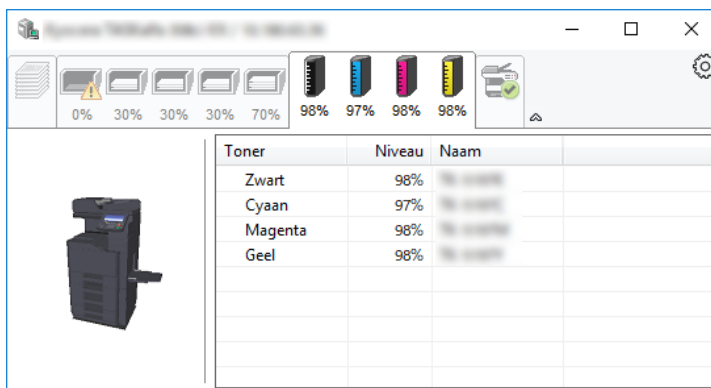 0% 30% 30% 30% 70% 98% 97% 98% 98%
Toner Niveau Naam
Zwart 98%
Cyaan 97%
Magenta 98%
Geel 98%